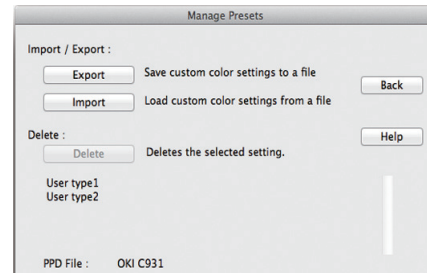 Manage Presets
Import / Export :
Export Save custom color settings to a file
Back
Import Load custom color settings from a file
Delete : Help
Delete Deletes the selected setting.
User type1
User type2
PPD File : OKI C931